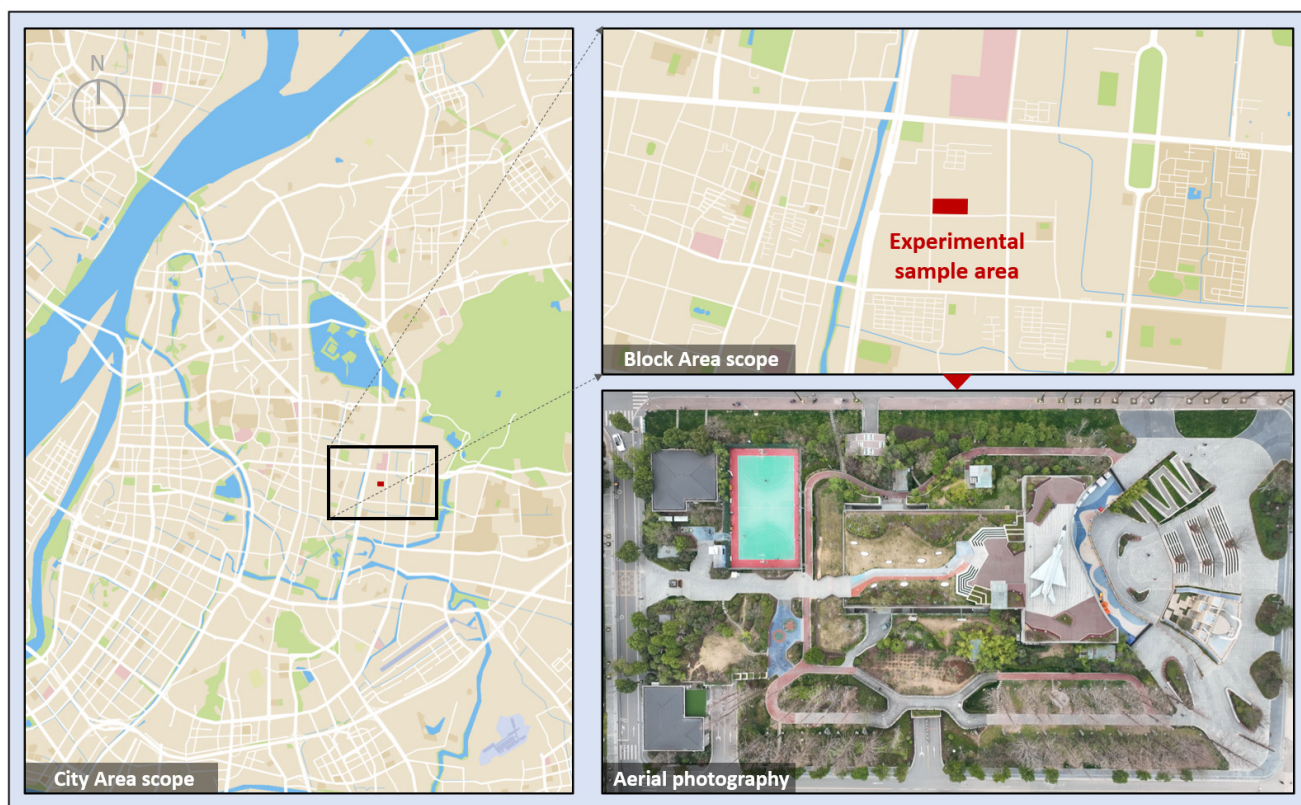 N
City Area scope
Experimental
sample area
Block Area scope
Aerial photography